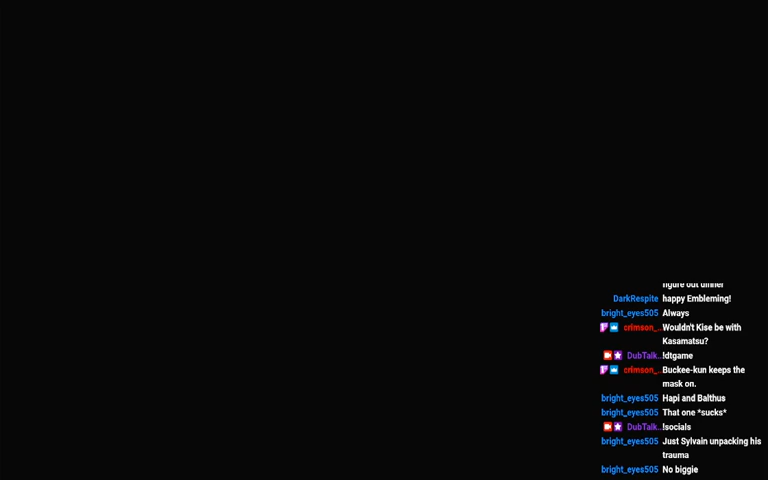 figure out dinner
DarkRespite happy Embleming!
bright_eyes505 Always
crimson_... Wouldn't Kise be with
Kasamatsu?
DubTalk... !dtgame
crimson_... Buckee-kun keeps the
mask on.
bright_eyes505 Hapi and Balthus
bright_eyes505 That one *sucks*
DubTalk... !socials
bright_eyes505 Just Sylvain unpacking his
trauma
bright_eyes505 No biggie